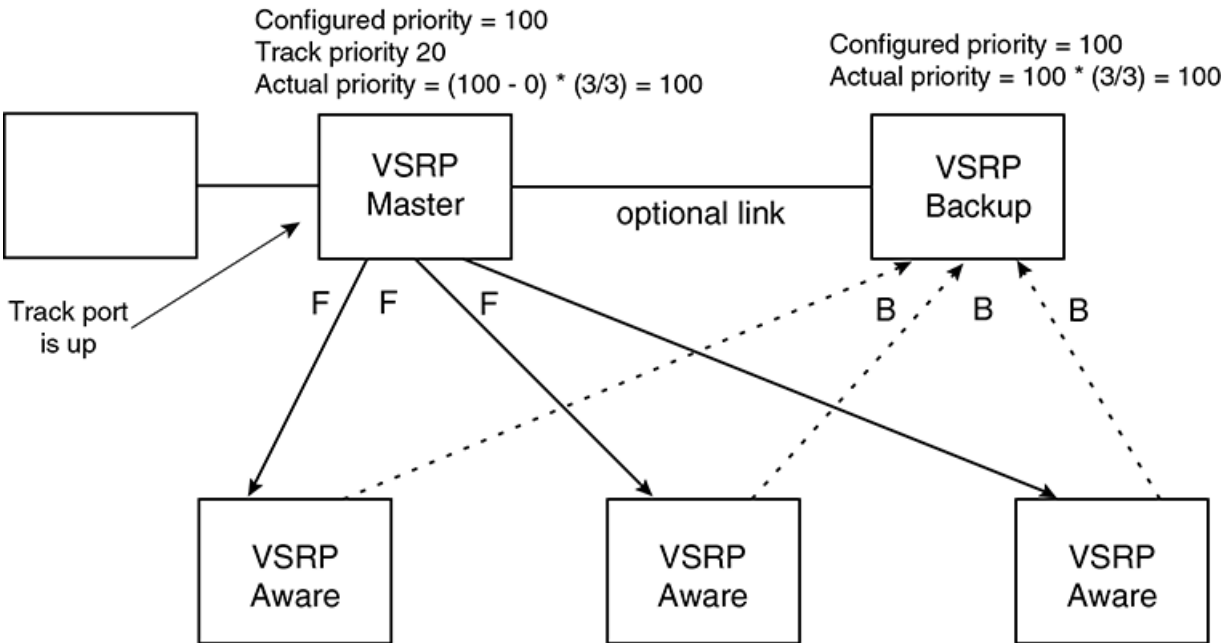 Configured priority = 100
Track priority 20
Actual priority = (100 - 0) * (3/3) = 100
Configured priority = 100
Actual priority = 100 * (3/3) = 100
VSRP
Master
optional link
VSRP
Backup
Track port
is up
F
F
F
B
B
B
VSRP
Aware
VSRP
Aware
VSRP
Aware